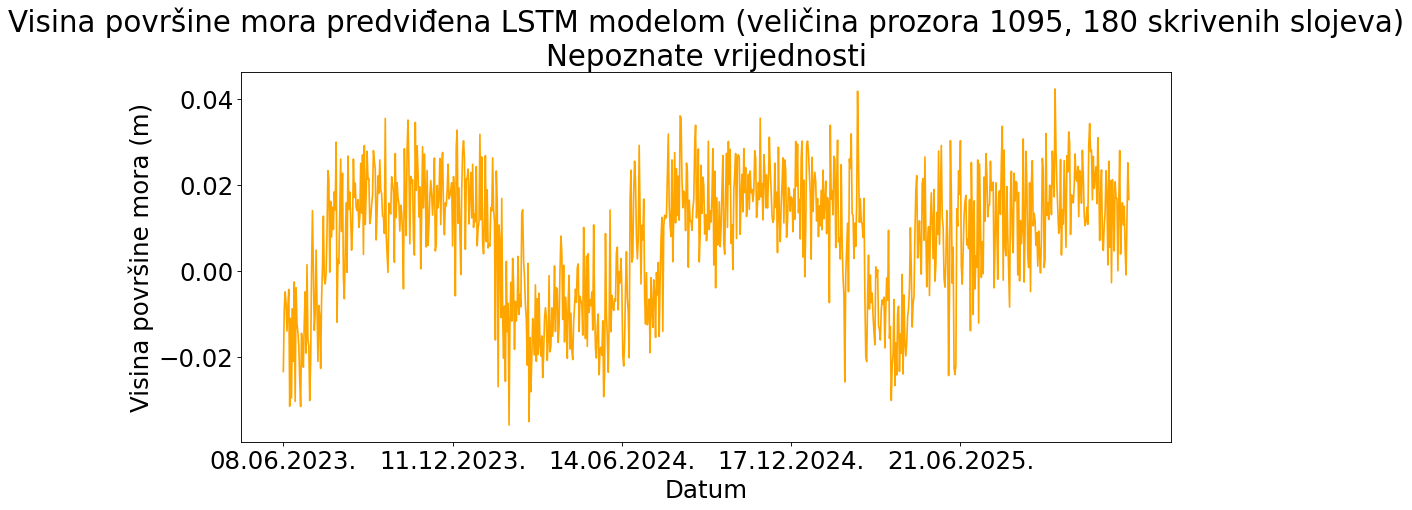 Visina površine mora predviđena LSTM modelom (veličina prozora 1095, 180 skrivenih slojeva)
Nepoznate vrijednosti
Visina površine mora (m)
0.04
0.02
0.00
−0.02
08.06.2023. 11.12.2023. 14.06.2024. 17.12.2024. 21.06.2025.
Datum